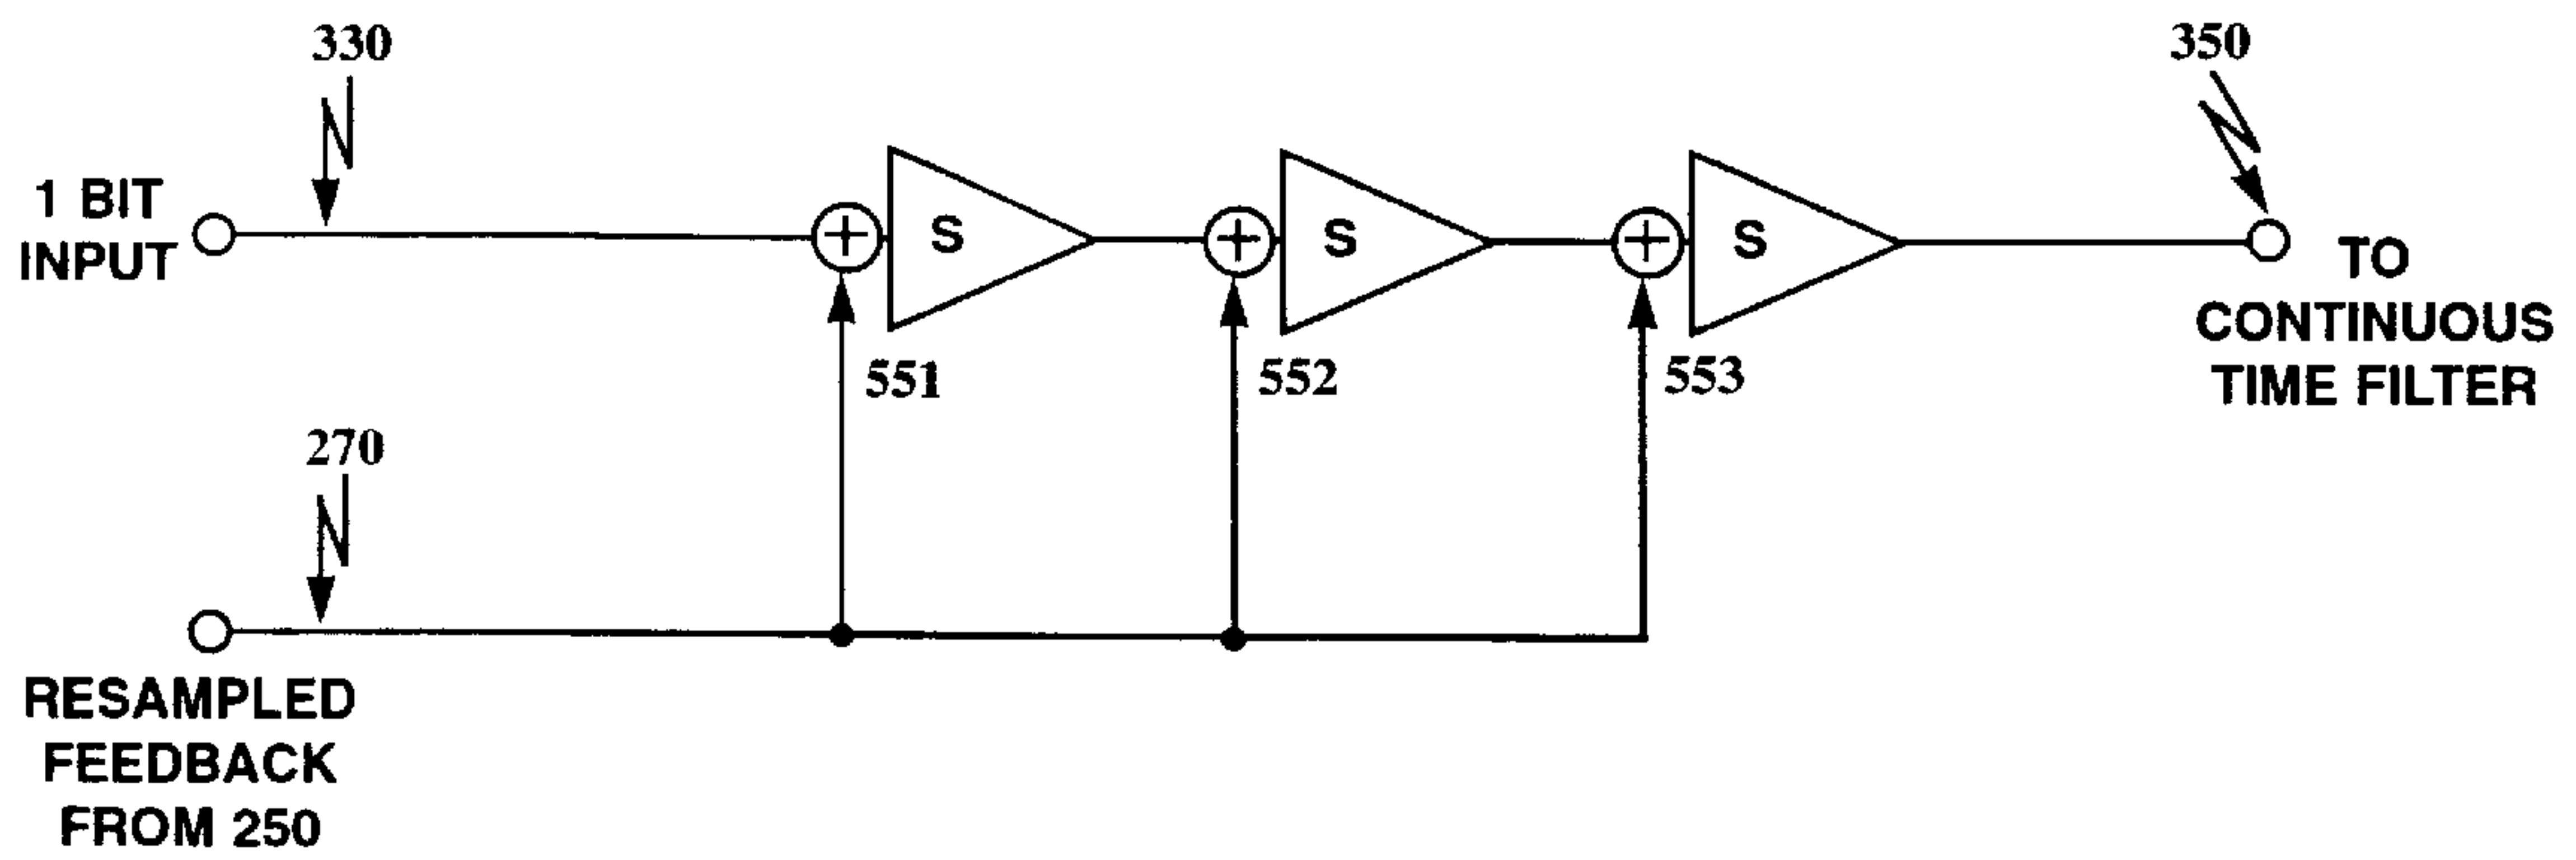 330
350
1 BIT
INPUT
+
S
+
S
+
S
TO
CONTINUOUS
TIME FILTER
551
552
553
270
RESAMPLED
FEEDBACK
FROM 250